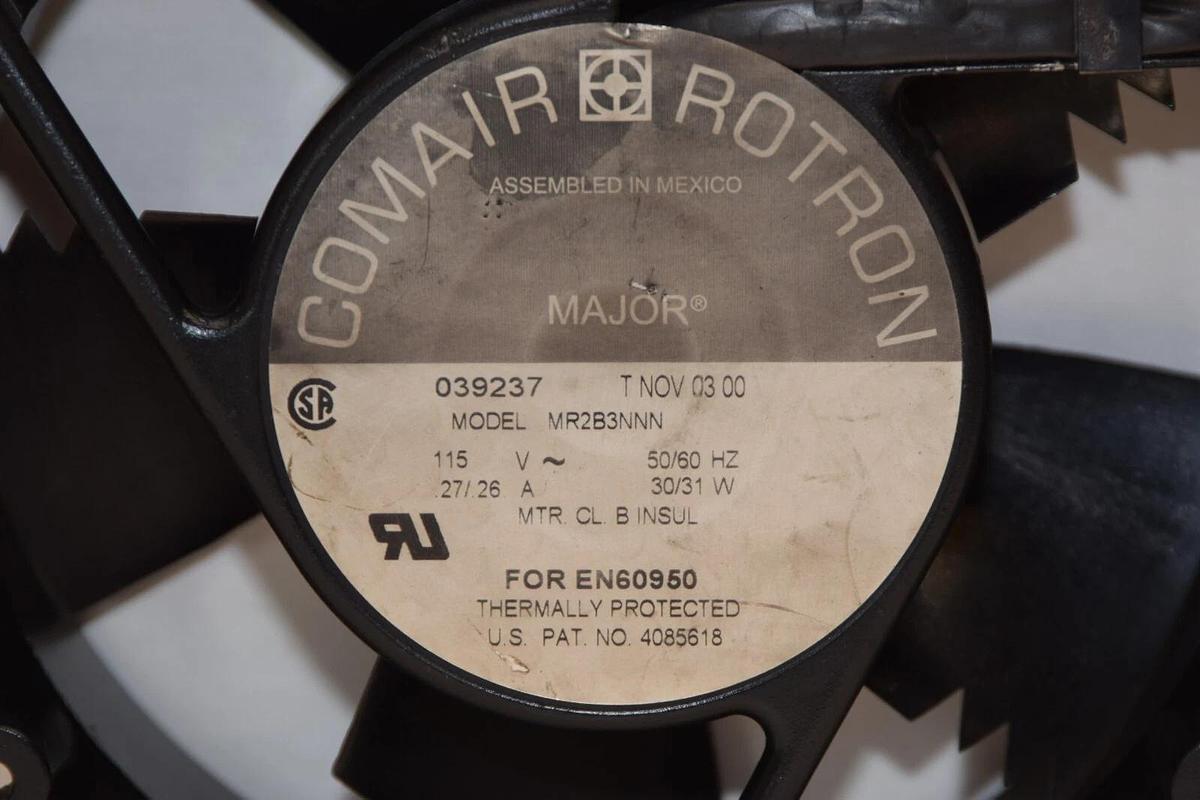 COMAIR ROTRON
ASSEMBLED IN MEXICO
MAJOR®
039237 T NOV 03 00
MODEL MR2B3NNN
115 V ~ 50/60 HZ
.27/.26 A 30/31 W
MTR. CL. B INSUL
FOR EN60950
THERMALLY PROTECTED
U.S. PAT. NO. 4085618